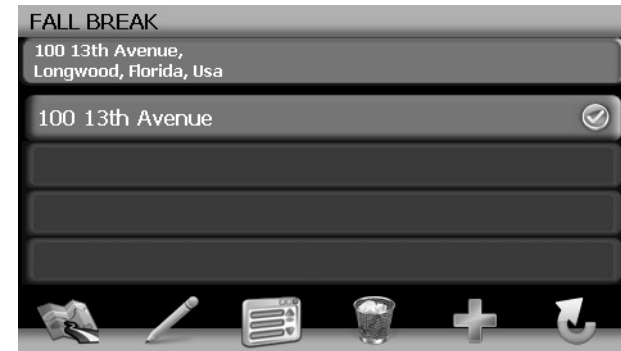 FALL BREAK
100 13th Avenue,
Longwood, Florida, Usa
100 13th Avenue